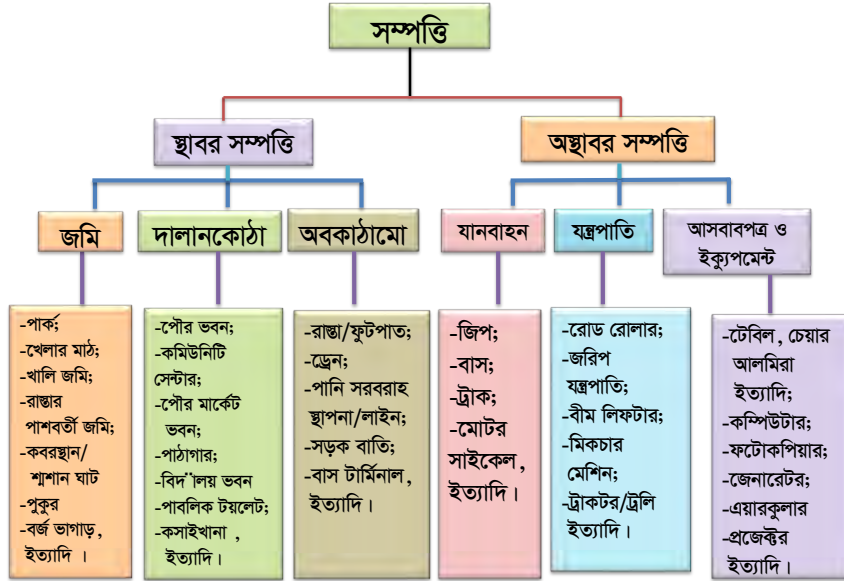 সম্পত্তি
স্থাবর সম্পত্তি
অস্থাবর সম্পত্তি
জমি
দালানকোঠা
অবকাঠামো
যানবাহন
যন্ত্রপাতি
আসবাবপত্র ও
ইক্যুপমেন্ট
-পার্ক;
-খেলার মাঠ;
-খালি জমি;
-রাস্তার
পাশবর্তী জমি;
-কবরস্থান/
শ্মশান ঘাট
-পুকুর
-বর্জ ভাগাড়,
ইত্যাদি ।
-পৌর ভবন;
-কমিউনিটি
সেন্টার;
-পৌর মার্কেট
ভবন;
-পাঠাগার;
-বিদ¨ালয় ভবন
-পাবলিক টয়লেট;
-কসাইখানা ,
ইত্যাদি।
-রাস্তা/ফুটপাত;
-ড্রেন;
-পানি সরবরাহ
স্থাপনা/লাইন;
-সড়ক বাতি;
-বাস টার্মিনাল,
ইত্যাদি।
-জিপ;
-বাস;
-ট্রাক;
-মোটর
সাইকেল,
ইত্যাদি।
-রোড রোলার;
-জরিপ
যন্ত্রপাতি;
-বীম লিফটার;
-মিকচার
মেশিন;
-ট্রাকটর/ট্রলি
ইত্যাদি।
-টেবিল, চেয়ার
আলমিরা
ইত্যাদি;
-কম্পিউটার;
-ফটোকপিয়ার;
-জেনারেটর;
-এয়ারকুলার
-প্রজেক্টর
ইত্যাদি।